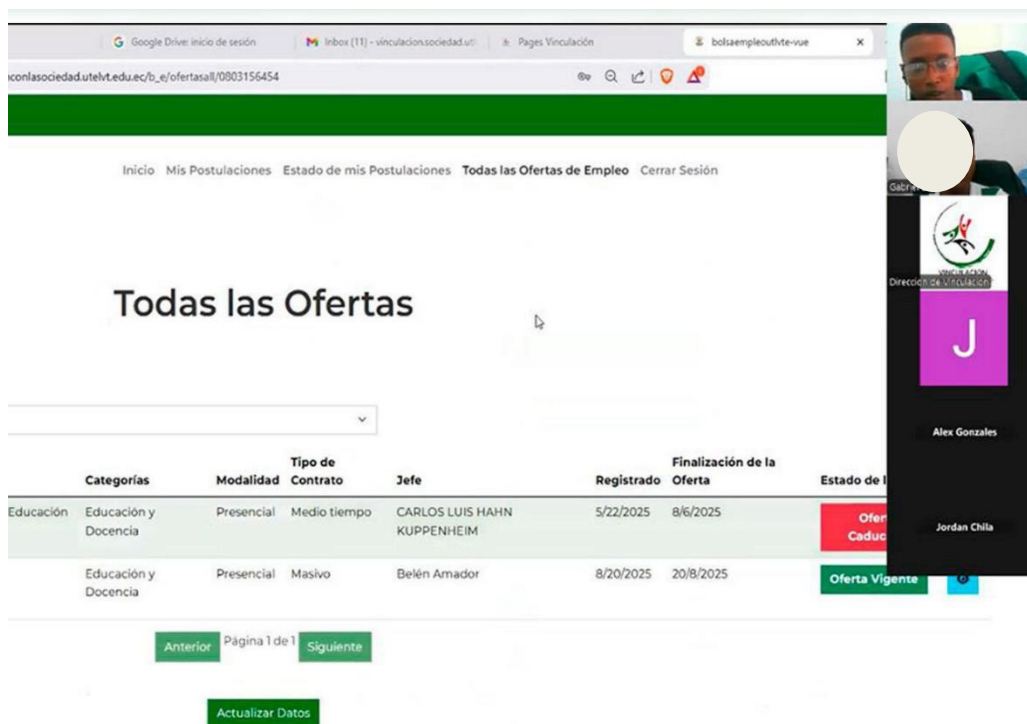 Google Drive: inicio de sesión
Inbox (11) - vinculacion.sociedad.ut
Pages Vinculación
bolsaempleoutlvte-vue
nconlasociedad.utelvt.edu.ec/b_e/ofertasall/0803156454
Inicio Mis Postulaciones Estado de mis Postulaciones Todas las Ofertas de Empleo Cerrar Sesión
Gabrie
VINCULACIÓN
Dirección de Vinculación
J
Alex Gonzales
Jordan Chila
Todas las Ofertas
Categorías Modalidad Tipo de Contrato Jefe Registrado Finalización de la Oferta Estado de l
Educación Educación y Docencia Presencial Medio tiempo CARLOS LUIS HAHN KUPPENHEIM 5/22/2025 8/6/2025 Ofer Caduc
Educación y Docencia Presencial Masivo Belén Amador 8/20/2025 20/8/2025 Oferta Vigente
Anterior Página 1 de 1 Siguiente
Actualizar Datos